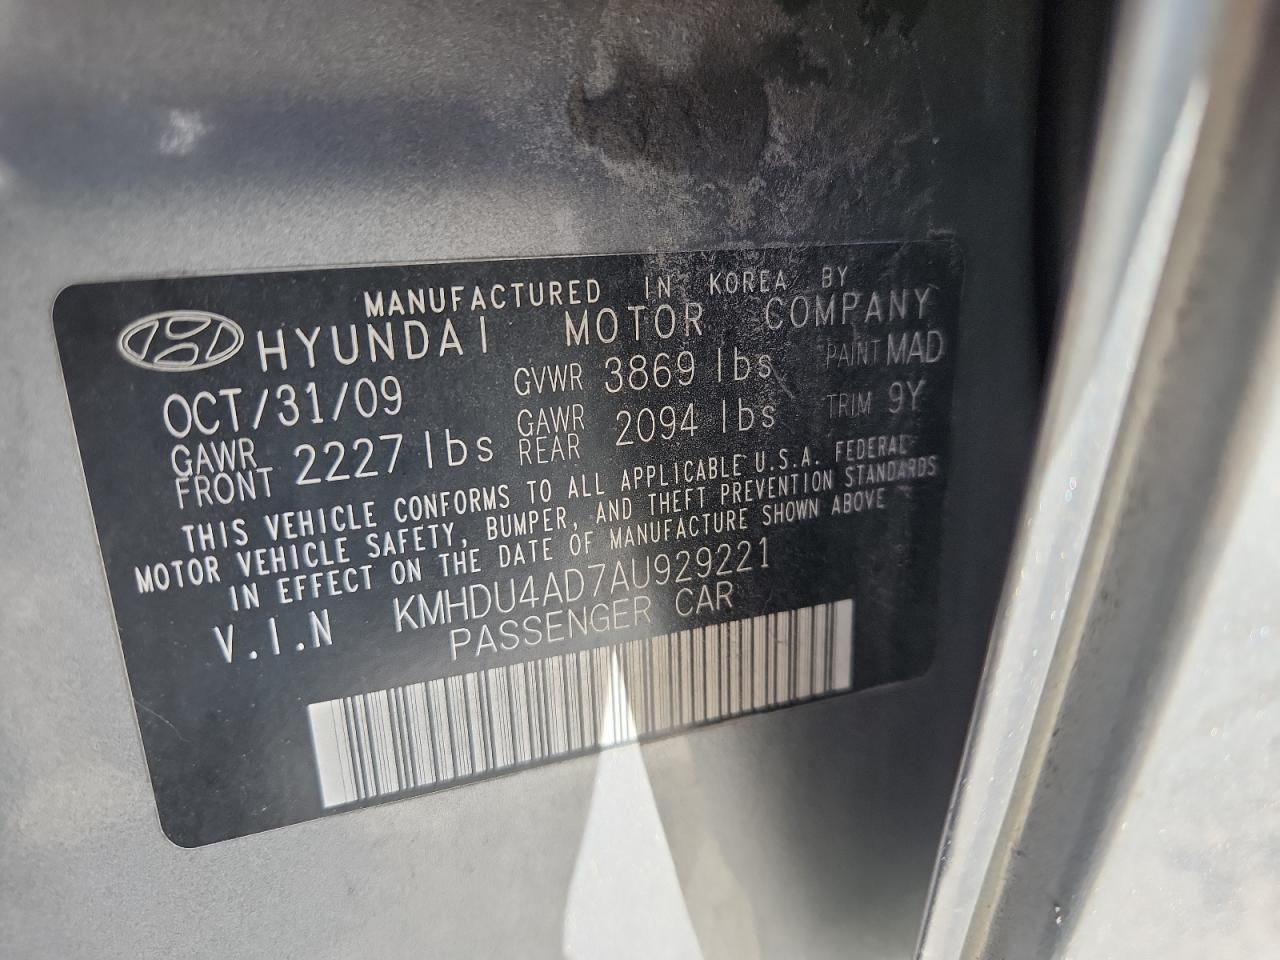 MANUFACTURED IN KOREA BY
HYUNDAI MOTOR COMPANY
OCT/31/09 GVWR 3869 lbs PAINT MAD
GAWR FRONT 2227 lbs GAWR REAR 2094 lbs TRIM 9Y
THIS VEHICLE CONFORMS TO ALL APPLICABLE U.S.A. FEDERAL
MOTOR VEHICLE SAFETY, BUMPER, AND THEFT PREVENTION STANDARDS
IN EFFECT ON THE DATE OF MANUFACTURE SHOWN ABOVE
V.I.N KMHDU4AD7AU929221
PASSENGER CAR